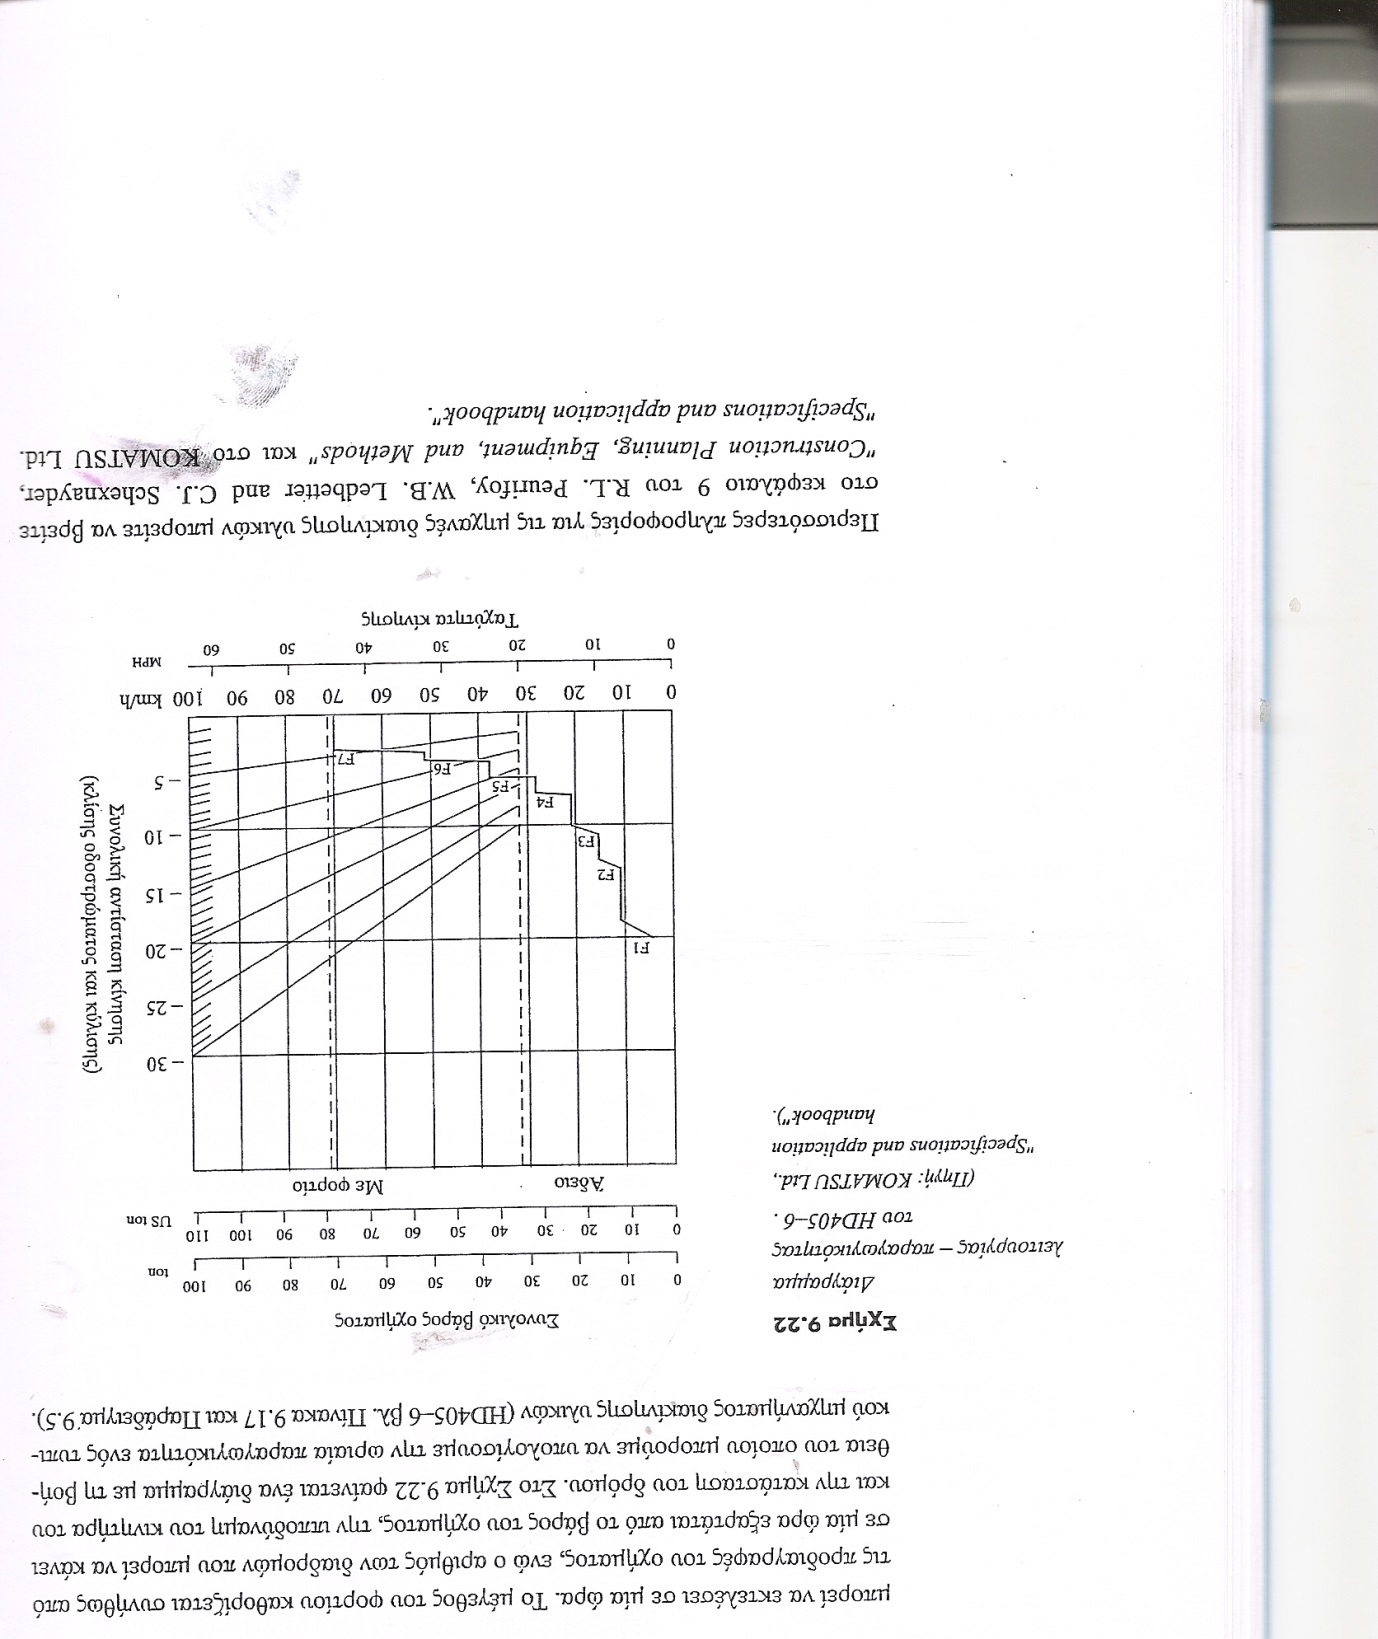 μπορεί να εκτελέσει σε μία ώρα. Το μέγεθος του φορτίου καθορίζεται συνήθως από
τις προδιαγραφές του οχήματος, ενώ ο αριθμός των διαδρομών που μπορεί να κάνει
σε μία ώρα εξαρτάται από το βάρος του οχήματος, την ιπποδύναμη του κινητήρα του
και την κατάσταση του δρόμου. Στο Σχήμα 9.22 φαίνεται ένα διάγραμμα με τη βοή-
θεια του οποίου μπορούμε να υπολογίσουμε την ωριαία παραγωγικότητα ενός τυπι-
κού μηχανήματος διακίνησης υλικών (HD405–6 βλ. Πίνακα 9.17 και Παράδειγμα 9.5).
Σχήμα 9.22
Διάγραμμα
λειτουργίας – παραγωγικότητας
του HD405–6.
(Πηγή: KOMATSU Ltd.,
"Specifications and application
handbook").
Συνολικό βάρος οχήματος
0 10 20 30 40 50 60 70 80 90 100 ton
0 10 20 30 40 50 60 70 80 90 100 110 US ton
Άδειο Με φορτίο
– 30
– 25
– 20
– 15
– 10
– 5
Συνολική αντίσταση κίνησης
(κλίσης οδοστρώματος και κύλισης)
F1
F2
F3
F4
F5
F6
F7
0 10 20 30 40 50 60 70 80 90 100 km/h
0 10 20 30 40 50 60 MPH
Ταχύτητα κίνησης
Περισσότερες πληροφορίες για τις μηχανές διακίνησης υλικών μπορείτε να βρείτε
στο κεφάλαιο 9 του R.L. Peurifoy, W.B. Ledbetter and C.J. Schexnayder,
"Construction Planning, Equipment, and Methods" και στο KOMATSU Ltd.
"Specifications and application handbook".